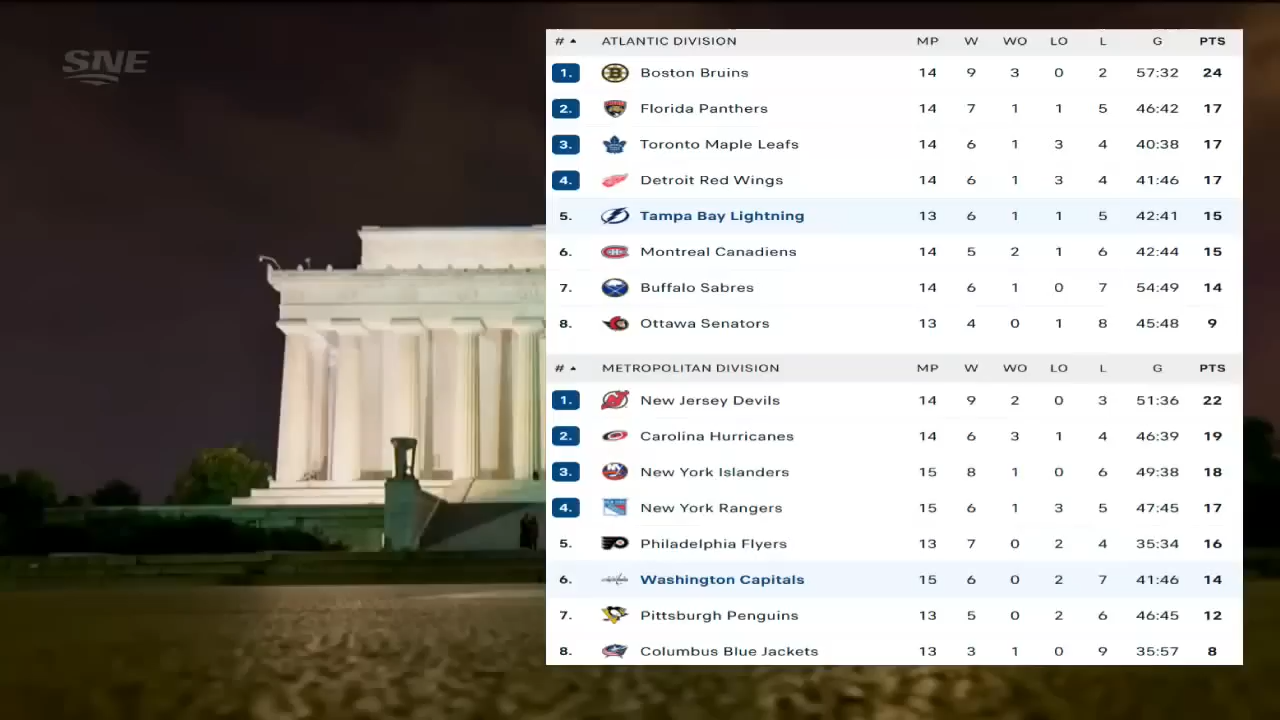 SNE
# ATLANTIC DIVISION MP W WO LO L G PTS
1. Boston Bruins 14 9 3 0 2 57:32 24
2. Florida Panthers 14 7 1 1 5 46:42 17
3. Toronto Maple Leafs 14 6 1 3 4 40:38 17
4. Detroit Red Wings 14 6 1 3 4 41:46 17
5. Tampa Bay Lightning 13 6 1 1 5 42:41 15
6. Montreal Canadiens 14 5 2 1 6 42:44 15
7. Buffalo Sabres 14 6 1 0 7 54:49 14
8. Ottawa Senators 13 4 0 1 8 45:48 9
# METROPOLITAN DIVISION MP W WO LO L G PTS
1. New Jersey Devils 14 9 2 0 3 51:36 22
2. Carolina Hurricanes 14 6 3 1 4 46:39 19
3. New York Islanders 15 8 1 0 6 49:38 18
4. New York Rangers 15 6 1 3 5 47:45 17
5. Philadelphia Flyers 13 7 0 2 4 35:34 16
6. Washington Capitals 15 6 0 2 7 41:46 14
7. Pittsburgh Penguins 13 5 0 2 6 46:45 12
8. Columbus Blue Jackets 13 3 1 0 9 35:57 8